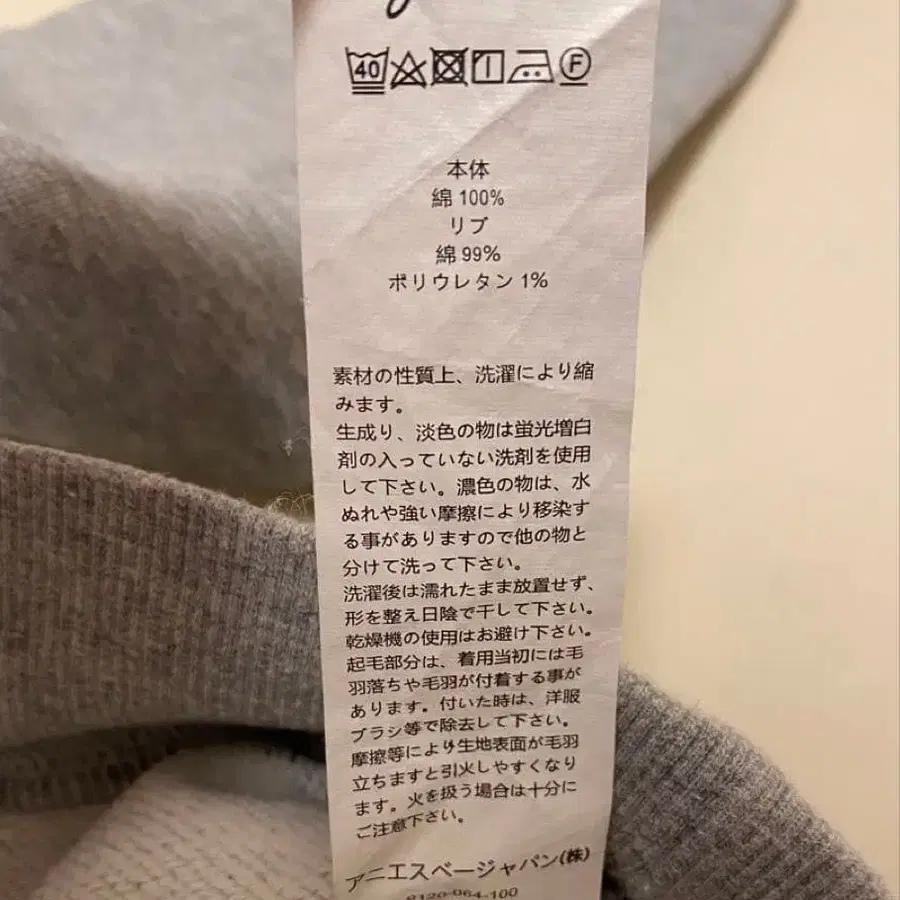 40 F
本体
綿 100%
リブ
綿 99%
ポリウレタン 1%
素材の性質上、洗濯により縮
みます。
生成り、淡色の物は蛍光増白
剤の入っていない洗剤を使用
して下さい。濃色の物は、水
ぬれや強い摩擦により移染す
る事がありますので他の物と
分けて洗って下さい。
洗濯後は濡れたまま放置せず、
形を整え日陰で干して下さい。
乾燥機の使用はお避け下さい。
起毛部分は、着用当初には毛
羽落ちや毛羽が付着する事が
あります。付いた時は、洋服
ブラシ等で除去して下さい。
摩擦等により生地表面が毛羽
立ちますと引火しやすくなり
ます。火を扱う場合は十分に
ご注意下さい。
アニエスベージャパン(株)
0120-064-100